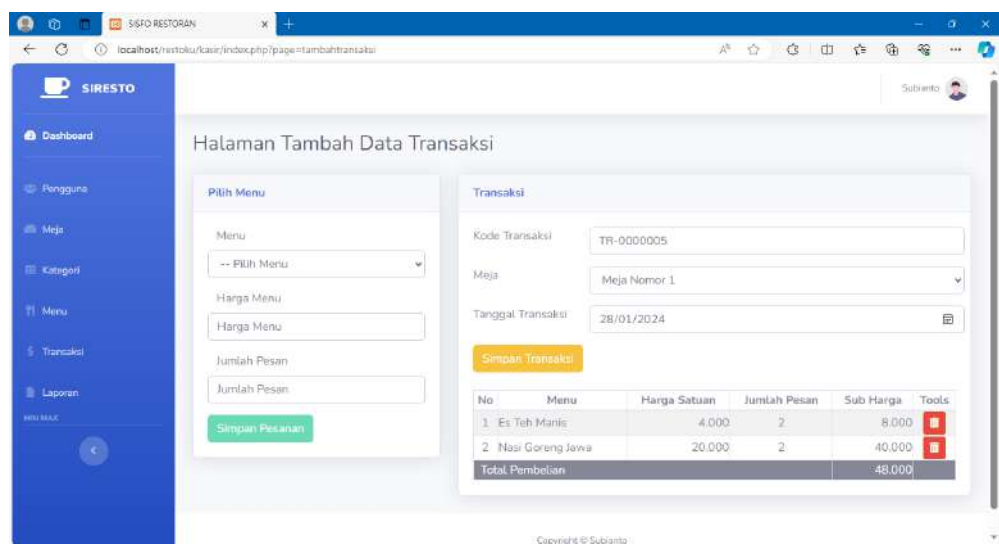 SISFO RESTORAN
localhost/restoku/kasir/index.php?page=tambahtransaksi
SIRESTO
Subianto
Dashboard
Pengguna
Meja
Kategori
Menu
Transaksi
Laporan
Halaman Tambah Data Transaksi
Pilih Menu
Menu
-- Pilih Menu
Harga Menu
Harga Menu
Jumlah Pesan
Jumlah Pesan
Simpan Pesanan
Transaksi
Kode Transaksi TR-0000005
Meja Meja Nomor 1
Tanggal Transaksi 28/01/2024
Simpan Transaksi
No Menu Harga Satuan Jumlah Pesan Sub Harga Tools
1 Es Teh Manis 4.000 2 8.000
2 Nasi Goreng Jawa 20.000 2 40.000
Total Pembelian 48.000
Copyright © Subianto